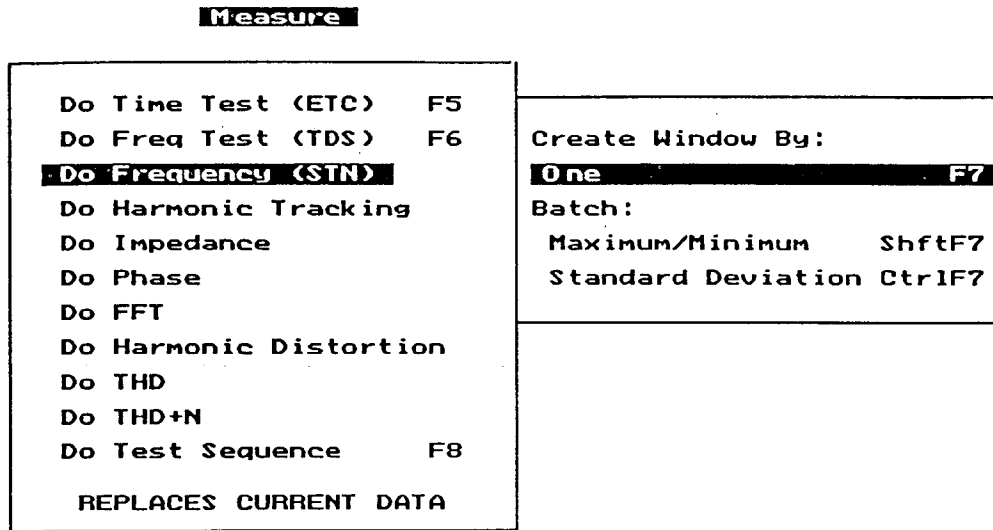 Measure
Do Time Test (ETC) F5
Do Freq Test (TDS) F6
Do Frequency (STN)
Do Harmonic Tracking
Do Impedance
Do Phase
Do FFT
Do Harmonic Distortion
Do THD
Do THD+N
Do Test Sequence F8
REPLACES CURRENT DATA
Create Window By:
One F7
Batch:
Maximum/Minimum ShftF7
Standard Deviation CtrlF7